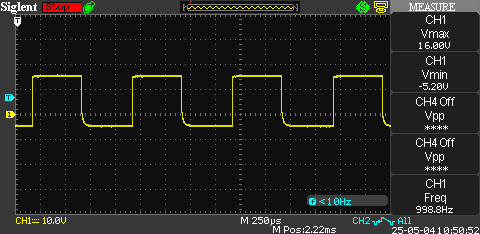 Siglent Stop MEASURE
T
CH1
Vmax
16.00V
CH1
Vmin
-5.20V
CH4 Off
Vpp
****
CH4 Off
Vpp
****
CH1
Freq
998.8Hz
T
1
f <10Hz
CH1 10.0V M 250µs CH2 All
M Pos:2.22ms 25-05-04 10:50:52